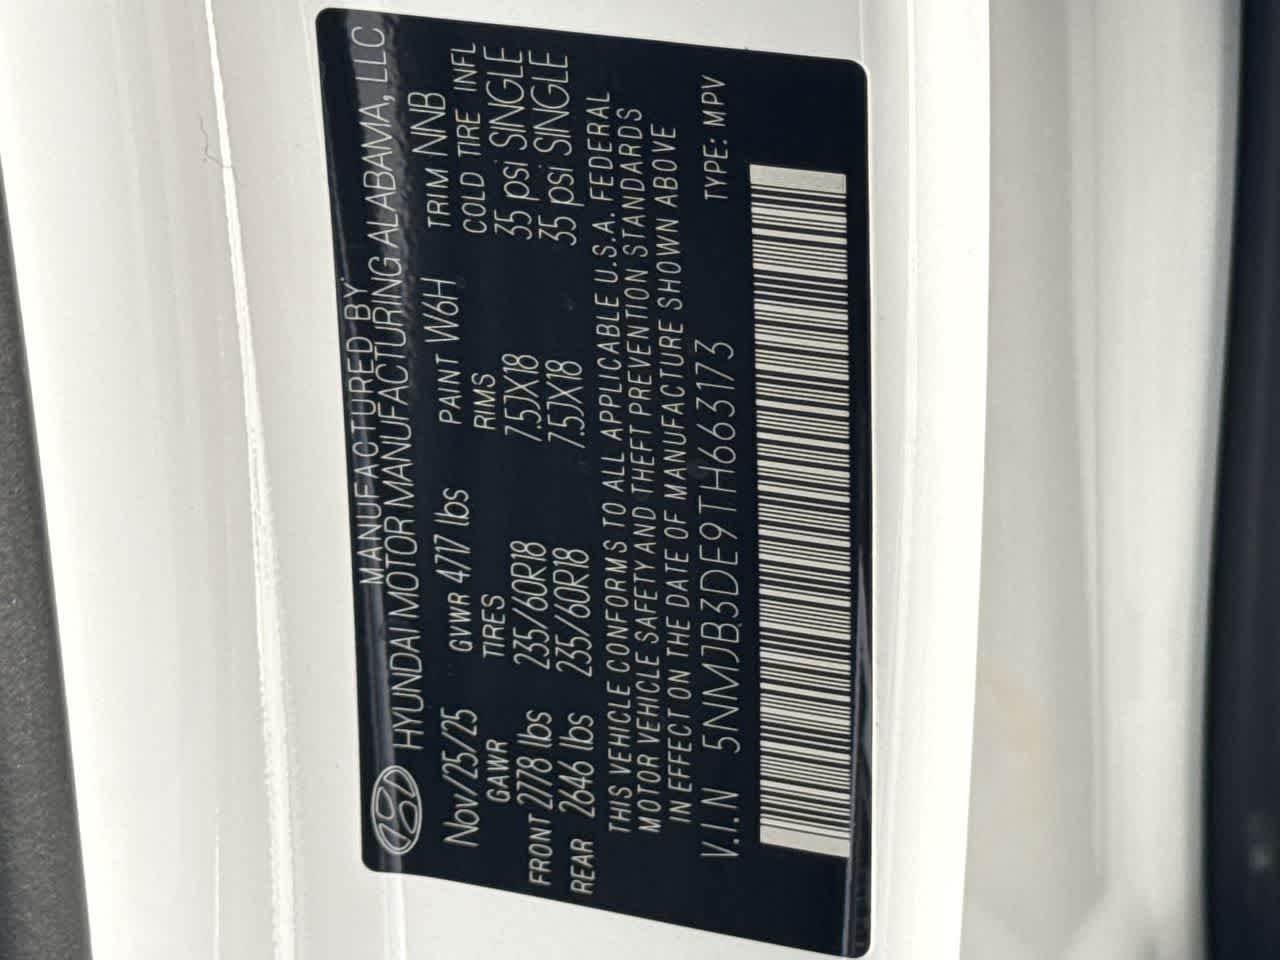 MANUFACTURED BY
HYUNDAI MOTOR MANUFACTURING ALABAMA, LLC
Nov/25/25 GVWR 4717 lbs PAINT W6H TRIM NNB
GAWR TIRES RIMS COLD TIRE INFL
FRONT 2778 lbs 235/60R18 7.5JX18 35 psi SINGLE
REAR 2646 lbs 235/60R18 7.5JX18 35 psi SINGLE
THIS VEHICLE CONFORMS TO ALL APPLICABLE U.S.A. FEDERAL
MOTOR VEHICLE SAFETY AND THEFT PREVENTION STANDARDS
IN EFFECT ON THE DATE OF MANUFACTURE SHOWN ABOVE
V.I.N 5NMJB3DE9TH663173 TYPE: MPV